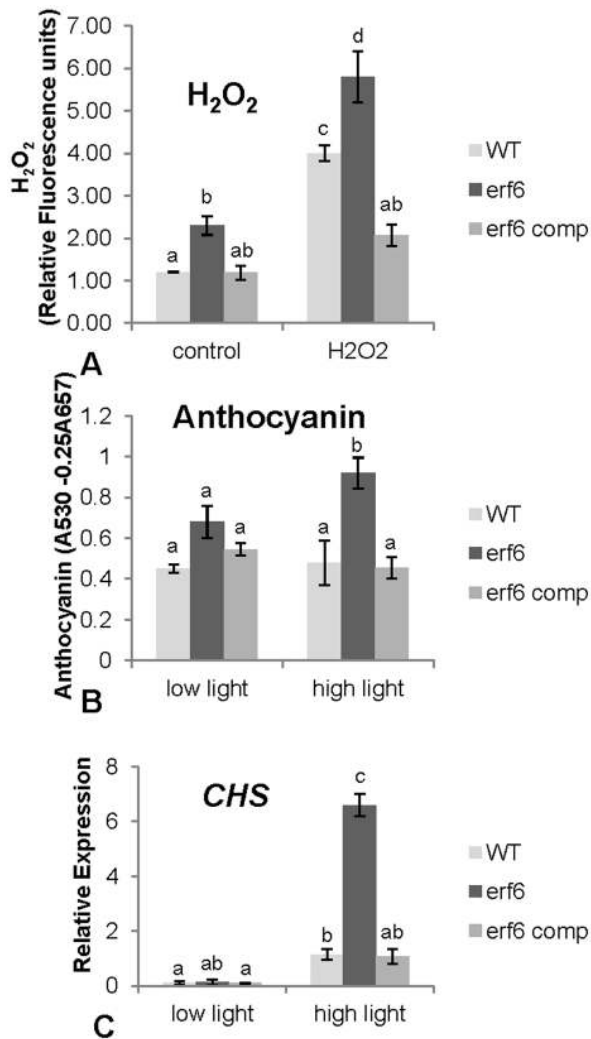 7.00
6.00
5.00
4.00
3.00
2.00
1.00
0.00
H₂O₂
(Relative Fluorescence units)
H₂O₂
a
b
ab
c
d
ab
control
H2O2
WT
erf6
erf6 comp
A
1.2
1
0.8
0.6
0.4
0.2
0
Anthocyanin (A530 -0.25A657)
Anthocyanin
a
a
a
a
b
a
low light
high light
WT
erf6
erf6 comp
B
8
6
4
2
0
Relative Expression
CHS
a
ab
a
b
c
ab
low light
high light
WT
erf6
erf6 comp
C